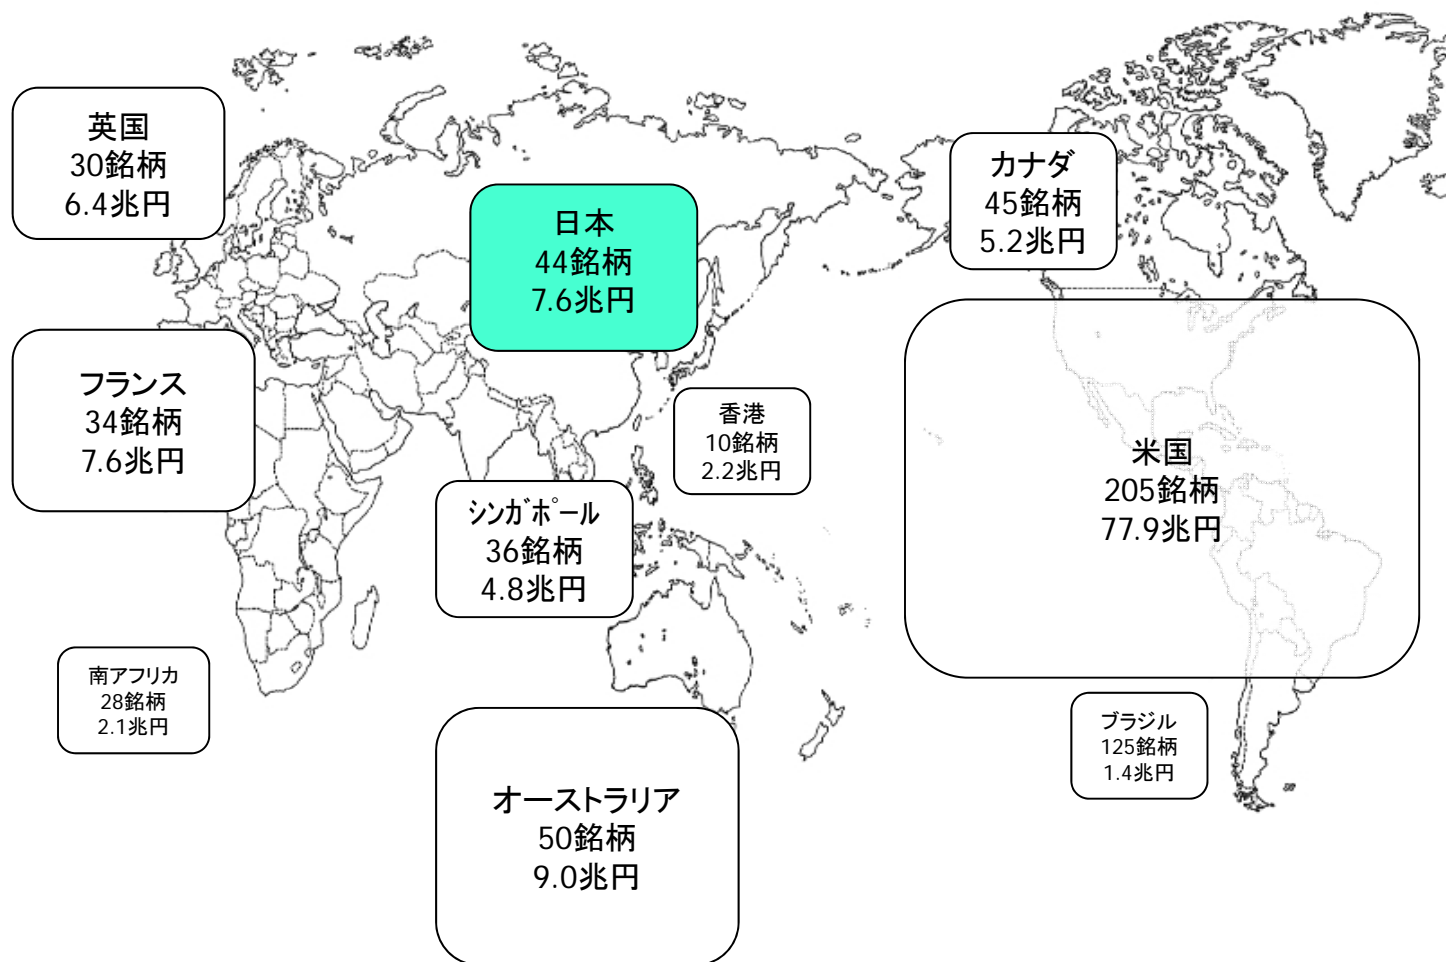 英国
30銘柄
6.4兆円
カナダ
45銘柄
5.2兆円
日本
44銘柄
7.6兆円
フランス
34銘柄
7.6兆円
香港
10銘柄
2.2兆円
米国
205銘柄
77.9兆円
シンガポール
36銘柄
4.8兆円
南アフリカ
28銘柄
2.1兆円
ブラジル
125銘柄
1.4兆円
オーストラリア
50銘柄
9.0兆円